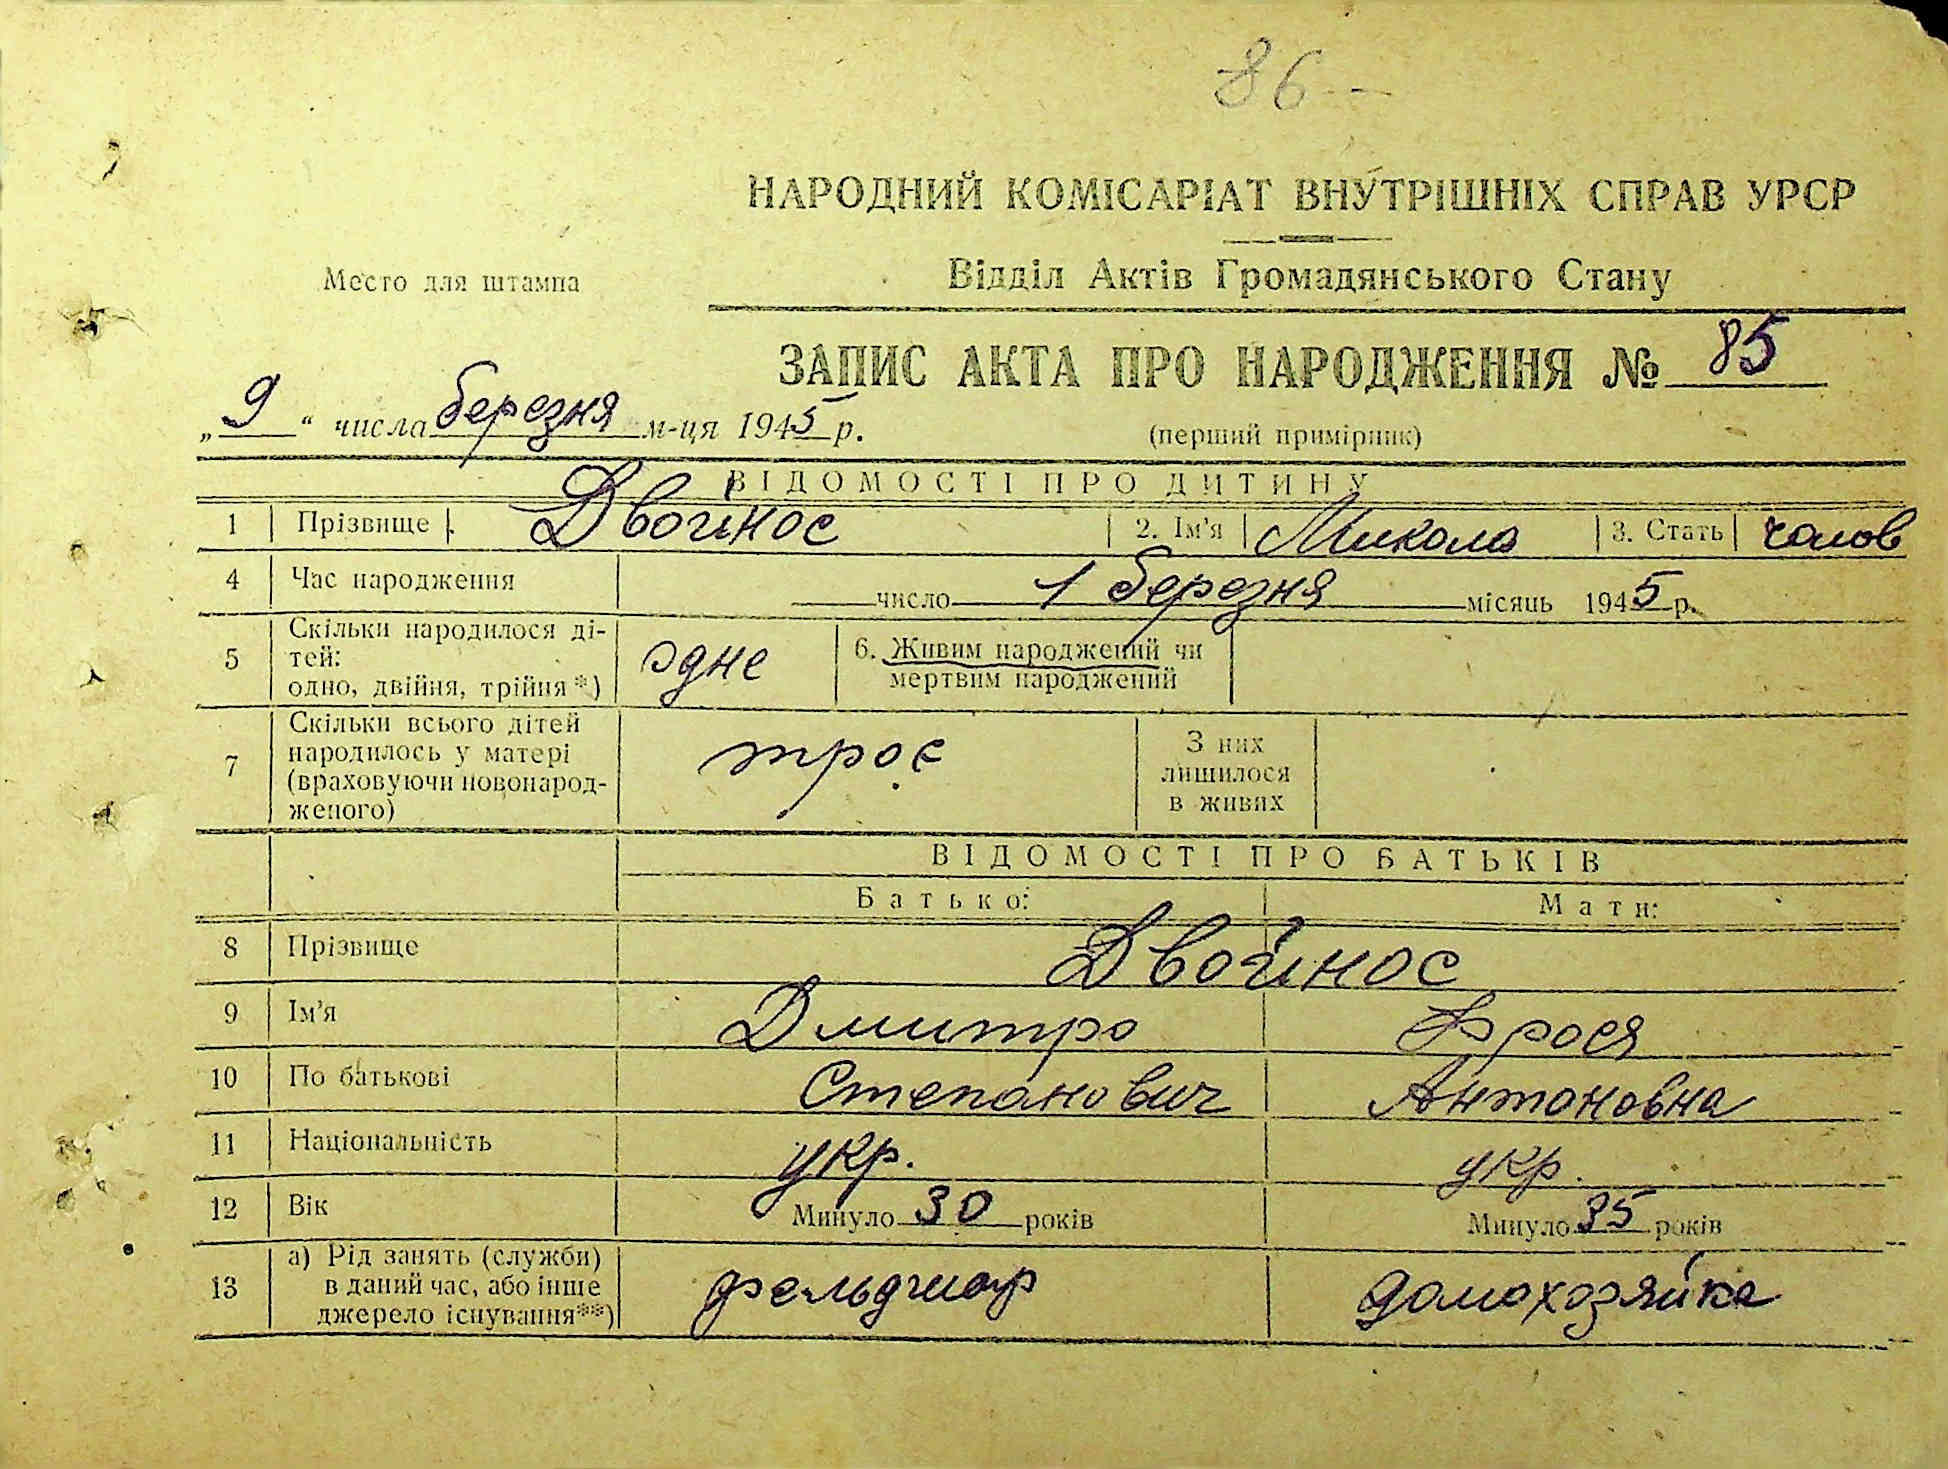 86 -
НАРОДНИЙ КОМІСАРІАТ ВНУТРІШНІХ СПРАВ УРСР
Место для штампа
Відділ Актів Громадянського Стану
ЗАПИС АКТА ПРО НАРОДЖЕННЯ № 85
„ 9 “ числа березня м-ця 1945 р.
(перший примірник)
ВІДОМОСТІ ПРО ДИТИНУ
1 Прізвище Двойнос 2. Ім'я Микола 3. Стать чолов
4 Час народження число 1 березня місяць 1945 р.
5 Скільки народилося ді-
тей:
одно, двійня, трійня *) одне 6. Живим народжений чи
мертвим народжений
7 Скільки всього дітей
народилось у матері
(враховуючи новонарод-
женого) троє З них
лишилося
в живих
ВІДОМОСТІ ПРО БАТЬКІВ
Батько: Мати:
8 Прізвище Двойнос
9 Ім'я Дмитро Фрося
10 По батькові Степанович Антоновна
11 Національність укр. укр.
12 Вік Минуло 30 років Минуло 35 років
13 а) Рід занять (служби)
в даний час, або інше
джерело існування**) фельдшер домохозяйка